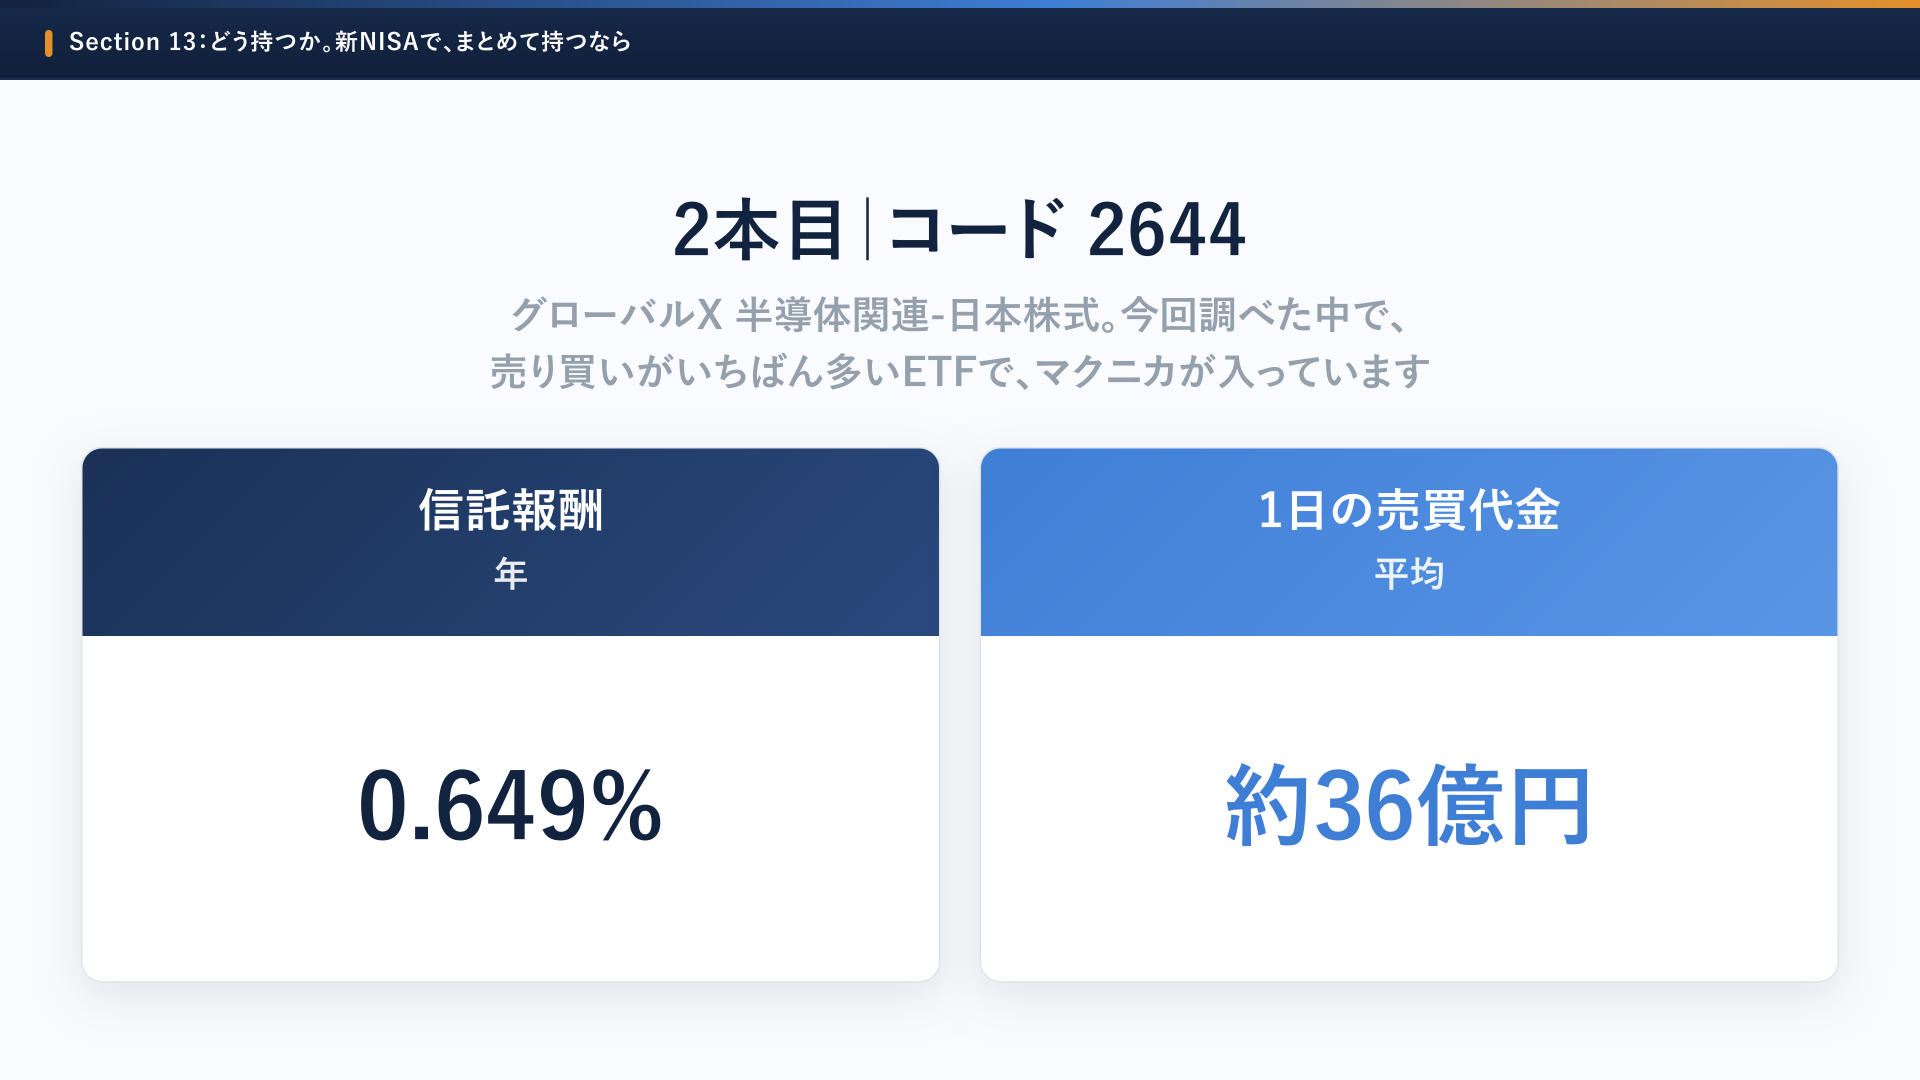 Section 13：どう持つか。新NISAで、まとめて持つなら
2本目｜コード 2644
グローバルX 半導体関連-日本株式。今回調べた中で、
売り買いがいちばん多いETFで、マクニカが入っています
信託報酬
年
0.649%
1日の売買代金
平均
約36億円